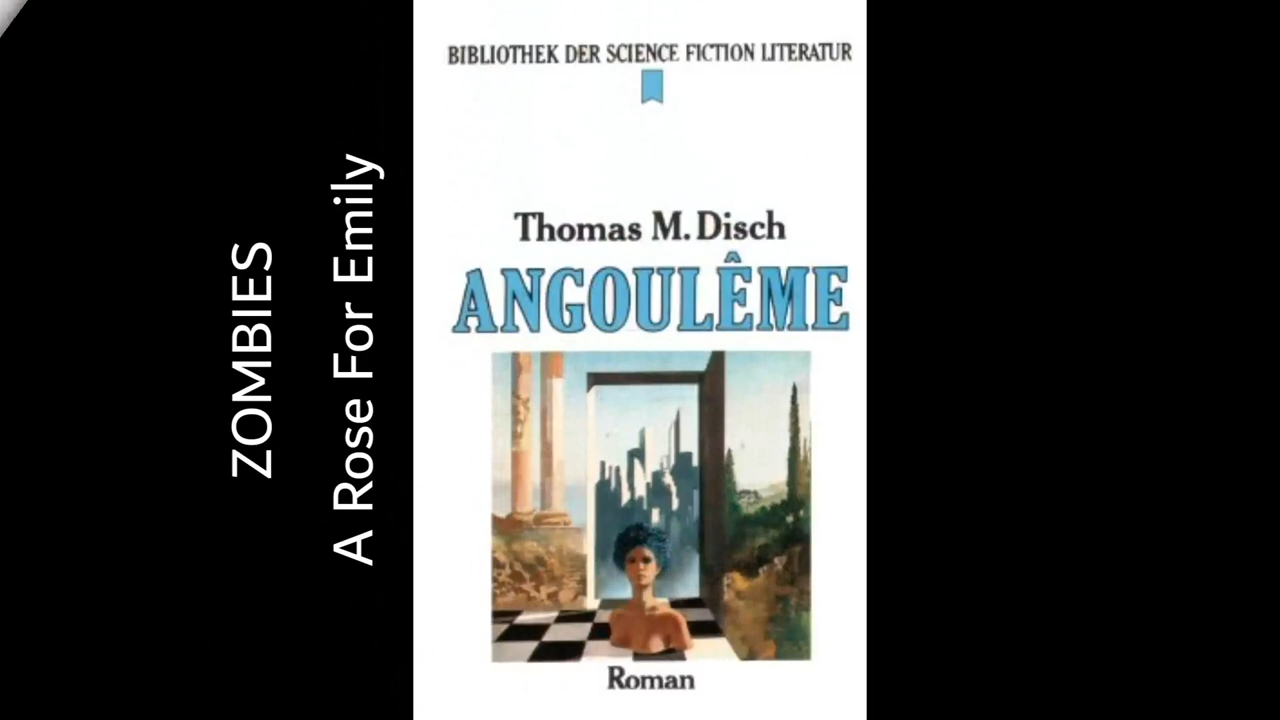 ZOMBIES
A Rose For Emily
BIBLIOTHEK DER SCIENCE FICTION LITERATUR
Thomas M. Disch
ANGOULÊME
Roman